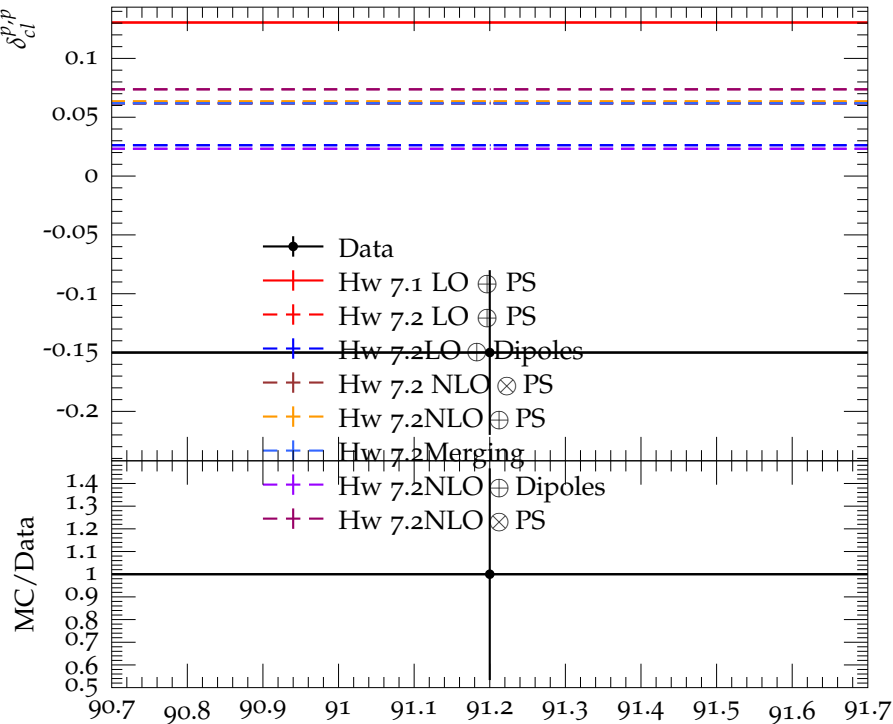 δ_{cl}^{p,p}
0.1
0.05
0
-0.05
-0.1
-0.15
-0.2
Data
Hw 7.1 LO ⊕ PS
Hw 7.2 LO ⊕ PS
Hw 7.2LO ⊕ Dipoles
Hw 7.2 NLO ⊗ PS
Hw 7.2NLO ⊕ PS
Hw 7.2Merging
Hw 7.2NLO ⊕ Dipoles
Hw 7.2NLO ⊗ PS
MC/Data
1.4
1.3
1.2
1.1
1
0.9
0.8
0.7
0.6
0.5
90.7 90.8 90.9 91 91.1 91.2 91.3 91.4 91.5 91.6 91.7